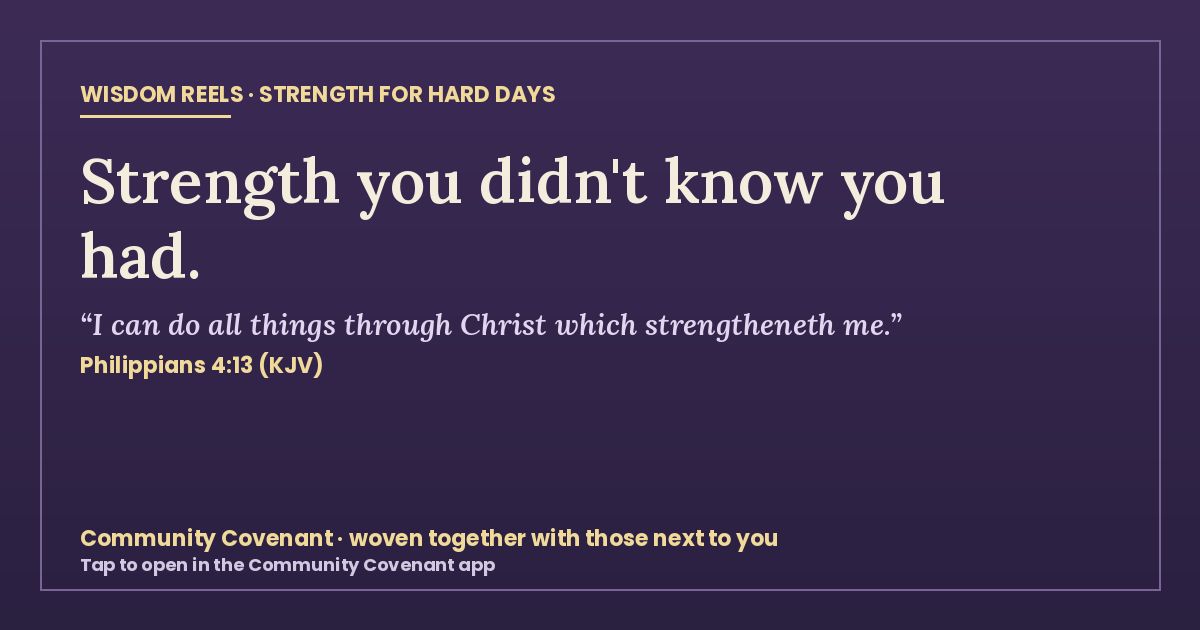 WISDOM REELS · STRENGTH FOR HARD DAYS
Strength you didn't know you
had.
“I can do all things through Christ which strengtheneth me.”
Philippians 4:13 (KJV)
Community Covenant · woven together with those next to you
Tap to open in the Community Covenant app